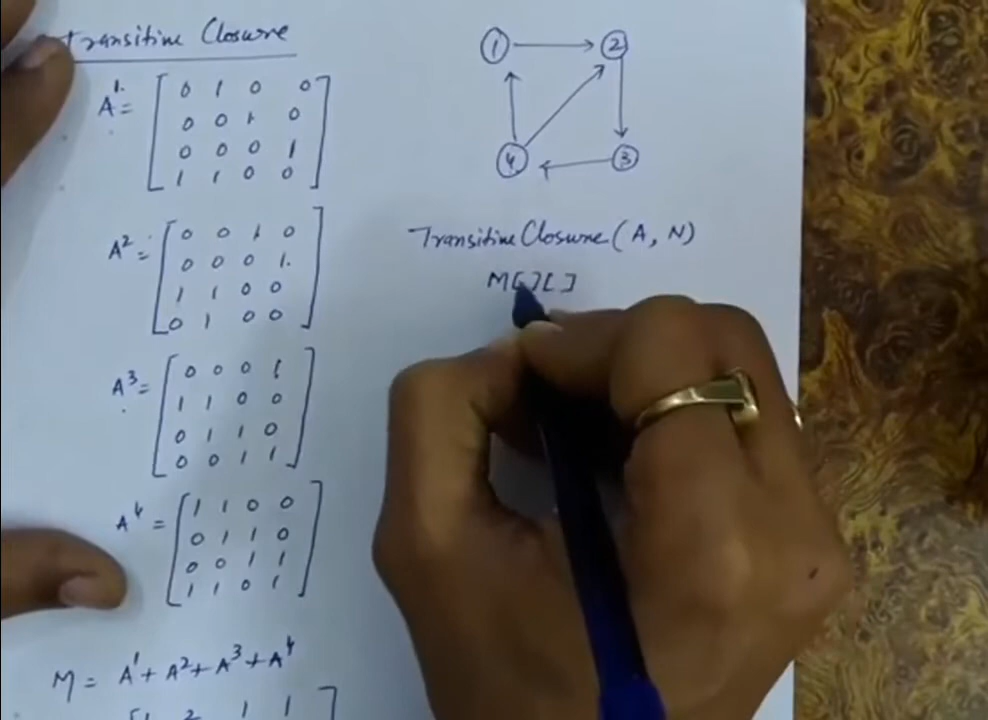 Transitive Closure
A¹ =
0 1 0 0
0 0 1 0
0 0 0 1
1 1 0 0
A² =
0 0 1 0
0 0 0 1.
1 1 0 0
0 1 0 0
A³ =
0 0 0 1
1 1 0 0
0 1 1 0
0 0 1 1
A⁴ =
1 1 0 0
0 1 1 0
0 0 1 1
1 1 0 1
M = A¹ + A² + A³ + A⁴
1 2 1 1
1 2
4 3
Transitive Closure (A, N)
M[][]